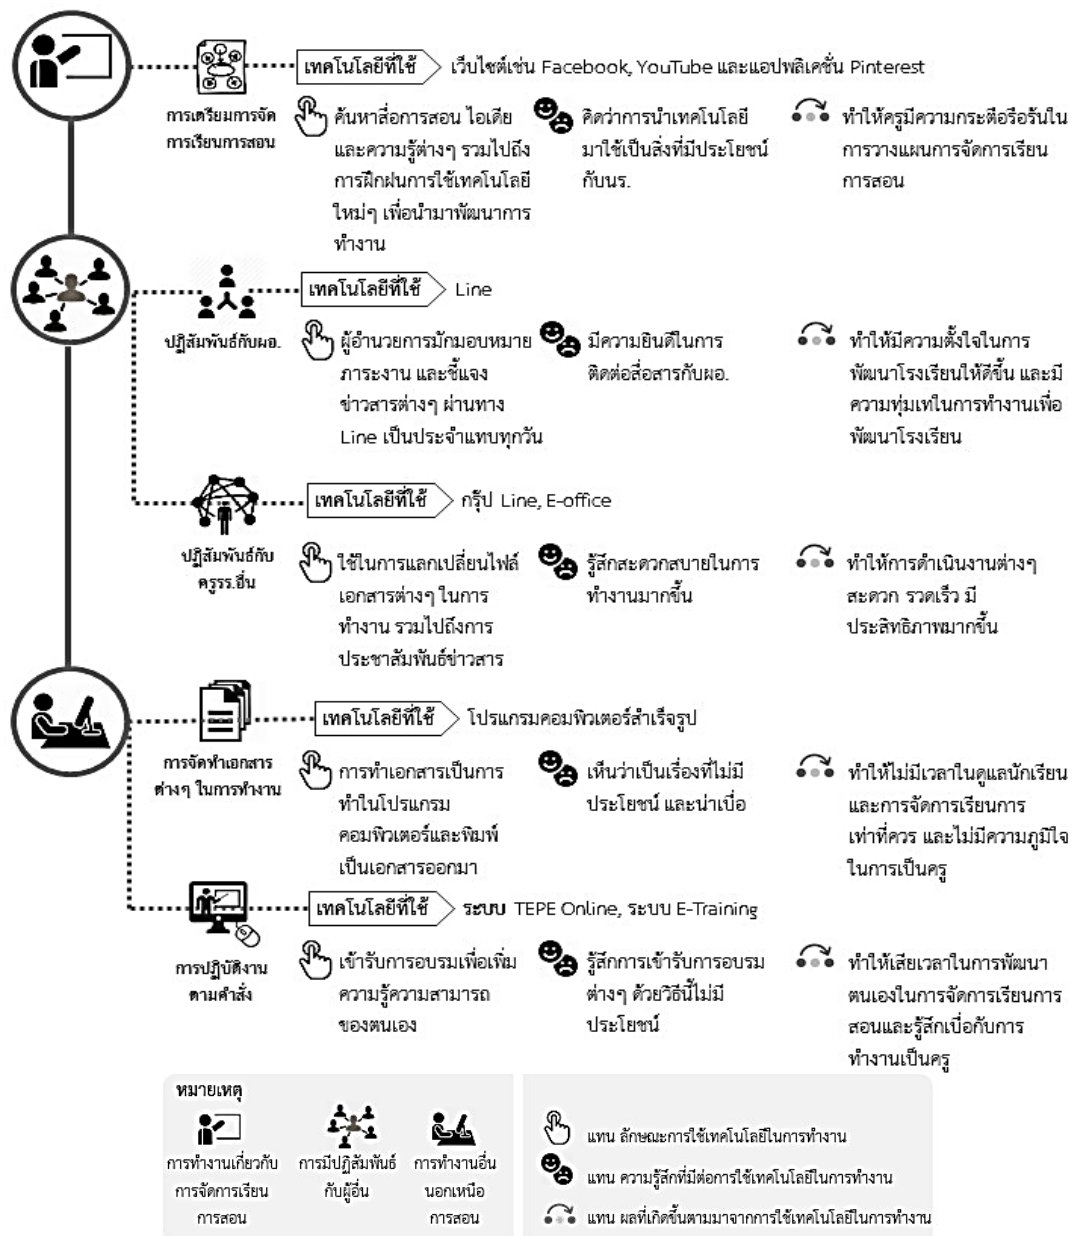 เทคโนโลยีที่ใช้ เว็บไซต์เช่น Facebook, YouTube และแอปพลิเคชั่น Pinterest
การเตรียมการจัด
การเรียนการสอน
ค้นหาสื่อการสอน ไอเดีย
และความรู้ต่างๆ รวมไปถึง
การฝึกฝนการใช้เทคโนโลยี
ใหม่ๆ เพื่อนำมาพัฒนาการ
ทำงาน
คิดว่าการนำเทคโนโลยี
มาใช้เป็นสิ่งที่มีประโยชน์
กับนร.
ทำให้ครูมีความกระตือรือร้นใน
การวางแผนการจัดการเรียน
การสอน
เทคโนโลยีที่ใช้ Line
ปฏิสัมพันธ์กับผอ.
ผู้อำนวยการมักมอบหมาย
ภาระงาน และชี้แจง
ข่าวสารต่างๆ ผ่านทาง
Line เป็นประจำแทบทุกวัน
มีความยินดีในการ
ติดต่อสื่อสารกับผอ.
ทำให้มีความตั้งใจในการ
พัฒนาโรงเรียนให้ดีขึ้น และมี
ความทุ่มเทในการทำงานเพื่อ
พัฒนาโรงเรียน
เทคโนโลยีที่ใช้ กรุ๊ป Line, E-office
ปฏิสัมพันธ์กับ
ครูรร.อื่น
ใช้ในการแลกเปลี่ยนไฟล์
เอกสารต่างๆ ในการ
ทำงาน รวมไปถึงการ
ประชาสัมพันธ์ข่าวสาร
รู้สึกสะดวกสบายในการ
ทำงานมากขึ้น
ทำให้การดำเนินงานต่างๆ
สะดวก รวดเร็ว มี
ประสิทธิภาพมากขึ้น
เทคโนโลยีที่ใช้ โปรแกรมคอมพิวเตอร์สำเร็จรูป
การจัดทำเอกสาร
ต่างๆ ในการทำงาน
การทำเอกสารเป็นการ
ทำในโปรแกรม
คอมพิวเตอร์และพิมพ์
เป็นเอกสารออกมา
เห็นว่าเป็นเรื่องที่ไม่มี
ประโยชน์ และน่าเบื่อ
ทำให้ไม่มีเวลาในดูแลนักเรียน
และการจัดการเรียนการ
เท่าที่ควร และไม่มีความภูมิใจ
ในการเป็นครู
เทคโนโลยีที่ใช้ ระบบ TEPE Online, ระบบ E-Training
การปฏิบัติงาน
ตามคำสั่ง
เข้ารับการอบรมเพื่อเพิ่ม
ความรู้ความสามารถ
ของตนเอง
รู้สึกการเข้ารับการอบรม
ต่างๆ ด้วยวิธีนี้ไม่มี
ประโยชน์
ทำให้เสียเวลาในการพัฒนา
ตนเองในการจัดการเรียนการ
สอนและรู้สึกเบื่อกับการ
ทำงานเป็นครู
หมายเหตุ
การทำงานเกี่ยวกับ
การจัดการเรียน
การสอน
การมีปฏิสัมพันธ์
กับผู้อื่น
การทำงานอื่น
นอกเหนือ
การสอน
แทน ลักษณะการใช้เทคโนโลยีในการทำงาน
แทน ความรู้สึกที่มีต่อการใช้เทคโนโลยีในการทำงาน
แทน ผลที่เกิดขึ้นตามมาจากการใช้เทคโนโลยีในการทำงาน